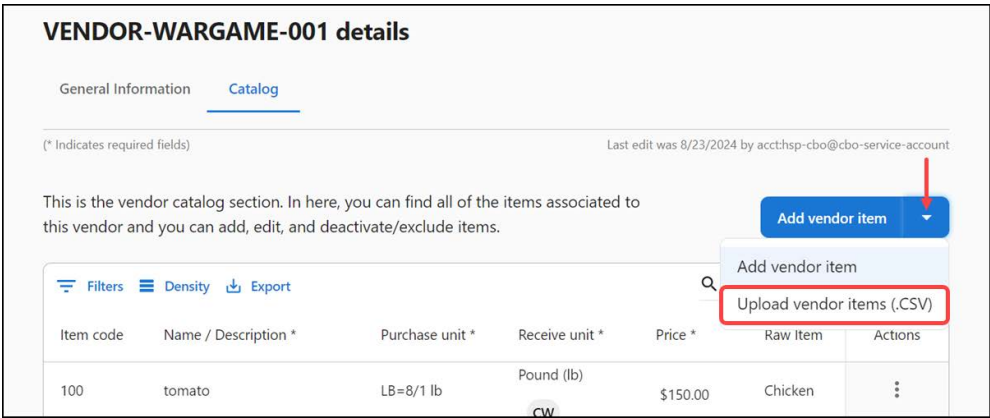 VENDOR-WARGAME-001 details
General Information
Catalog
(* Indicates required fields)
Last edit was 8/23/2024 by acct:hsp-cbo@cbo-service-account
This is the vendor catalog section. In here, you can find all of the items associated to
this vendor and you can add, edit, and deactivate/exclude items.
Add vendor item
Add vendor item
Upload vendor items (.CSV)
Filters
Density
Export
Item code
Name / Description *
Purchase unit *
Receive unit *
Price *
Raw Item
Actions
100
tomato
LB=8/1 lb
Pound (lb)
CW
$150.00
Chicken